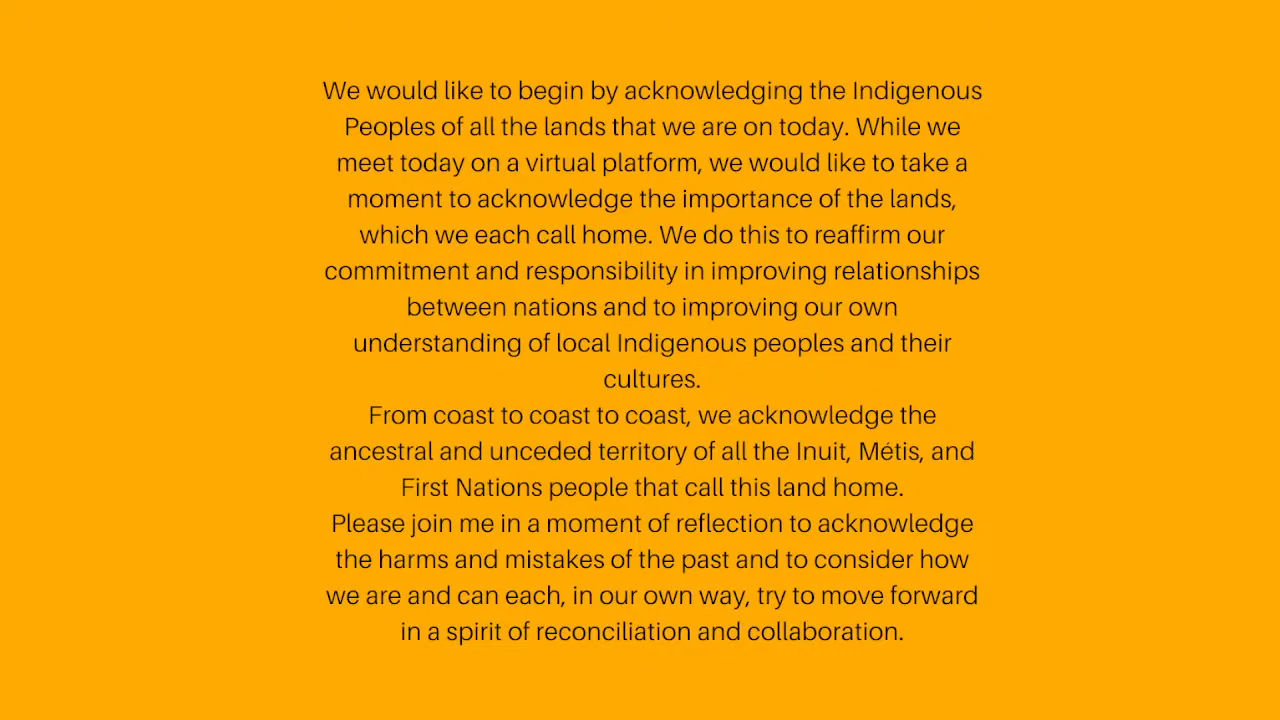 We would like to begin by acknowledging the Indigenous
Peoples of all the lands that we are on today. While we
meet today on a virtual platform, we would like to take a
moment to acknowledge the importance of the lands,
which we each call home. We do this to reaffirm our
commitment and responsibility in improving relationships
between nations and to improving our own
understanding of local Indigenous peoples and their
cultures.
From coast to coast to coast, we acknowledge the
ancestral and unceded territory of all the Inuit, Métis, and
First Nations people that call this land home.
Please join me in a moment of reflection to acknowledge
the harms and mistakes of the past and to consider how
we are and can each, in our own way, try to move forward
in a spirit of reconciliation and collaboration.